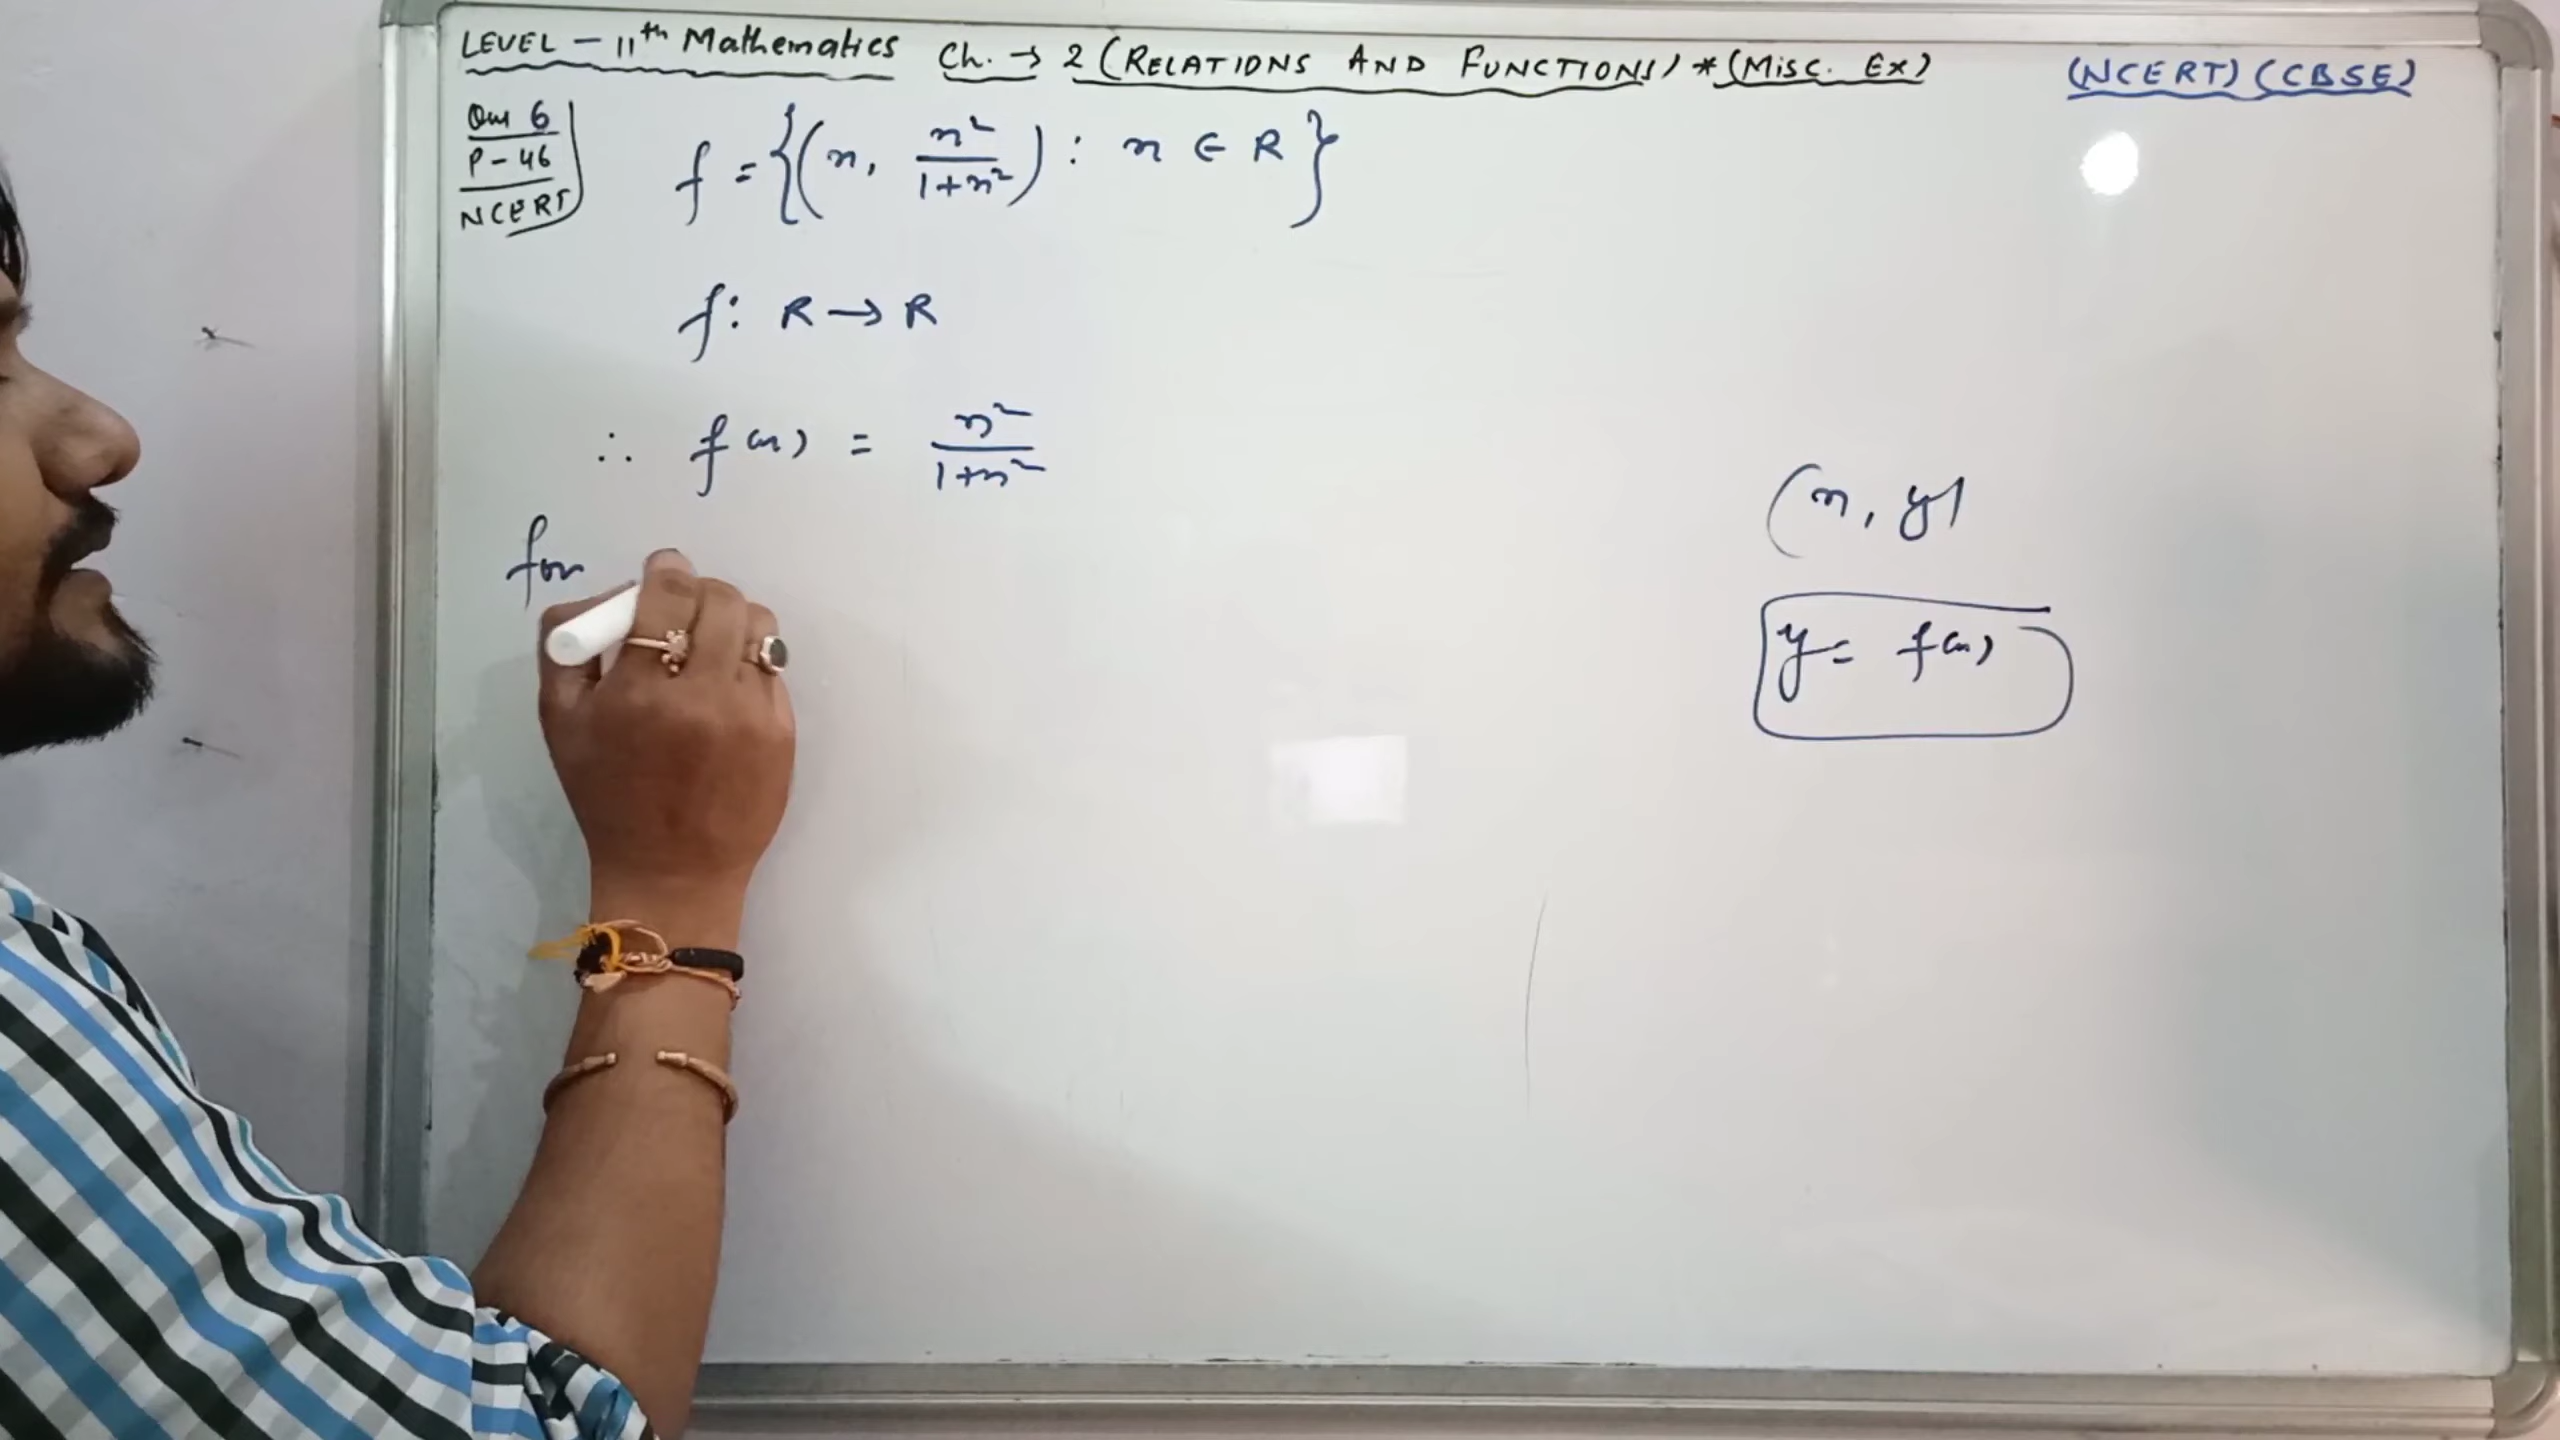 LEVEL - 11th Mathematics Ch. → 2 (RELATIONS AND FUNCTIONS) * (Misc. Ex) (NCERT) (CBSE)
Ques 6
P-46
NCERT
f = {(x, x²/(1+x²)) : x ∈ R}
f: R → R
∴ f(x) = x²/(1+x²)
for
(x, y)
y = f(x)